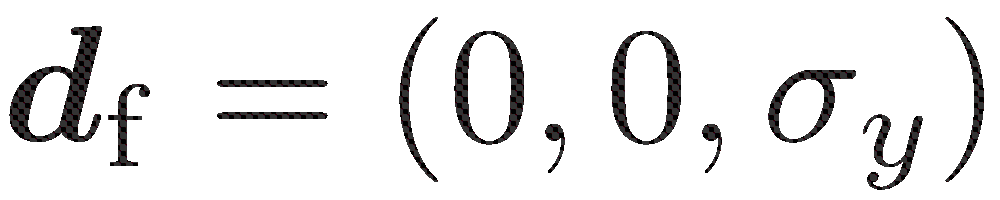 d_f = (0, 0, σ_y)